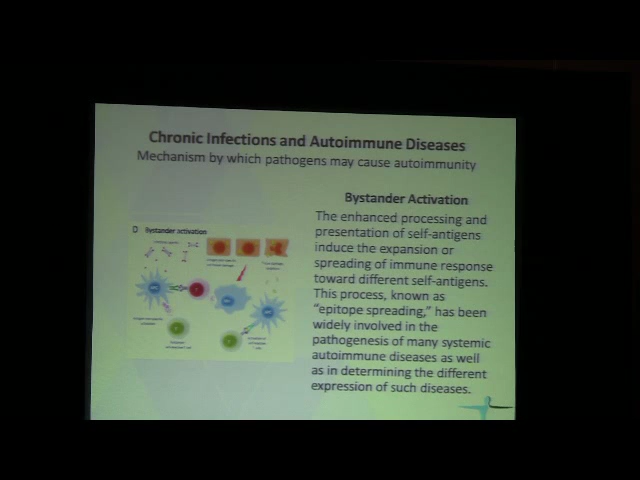 Chronic Infections and Autoimmune Diseases
Mechanism by which pathogens may cause autoimmunity
Bystander Activation
The enhanced processing and
presentation of self-antigens
induce the expansion or
spreading of immune response
toward different self-antigens.
This process, known as
“epitope spreading,” has been
widely involved in the
pathogenesis of many systemic
autoimmune diseases as well
as in determining the different
expression of such diseases.
D Bystander activation